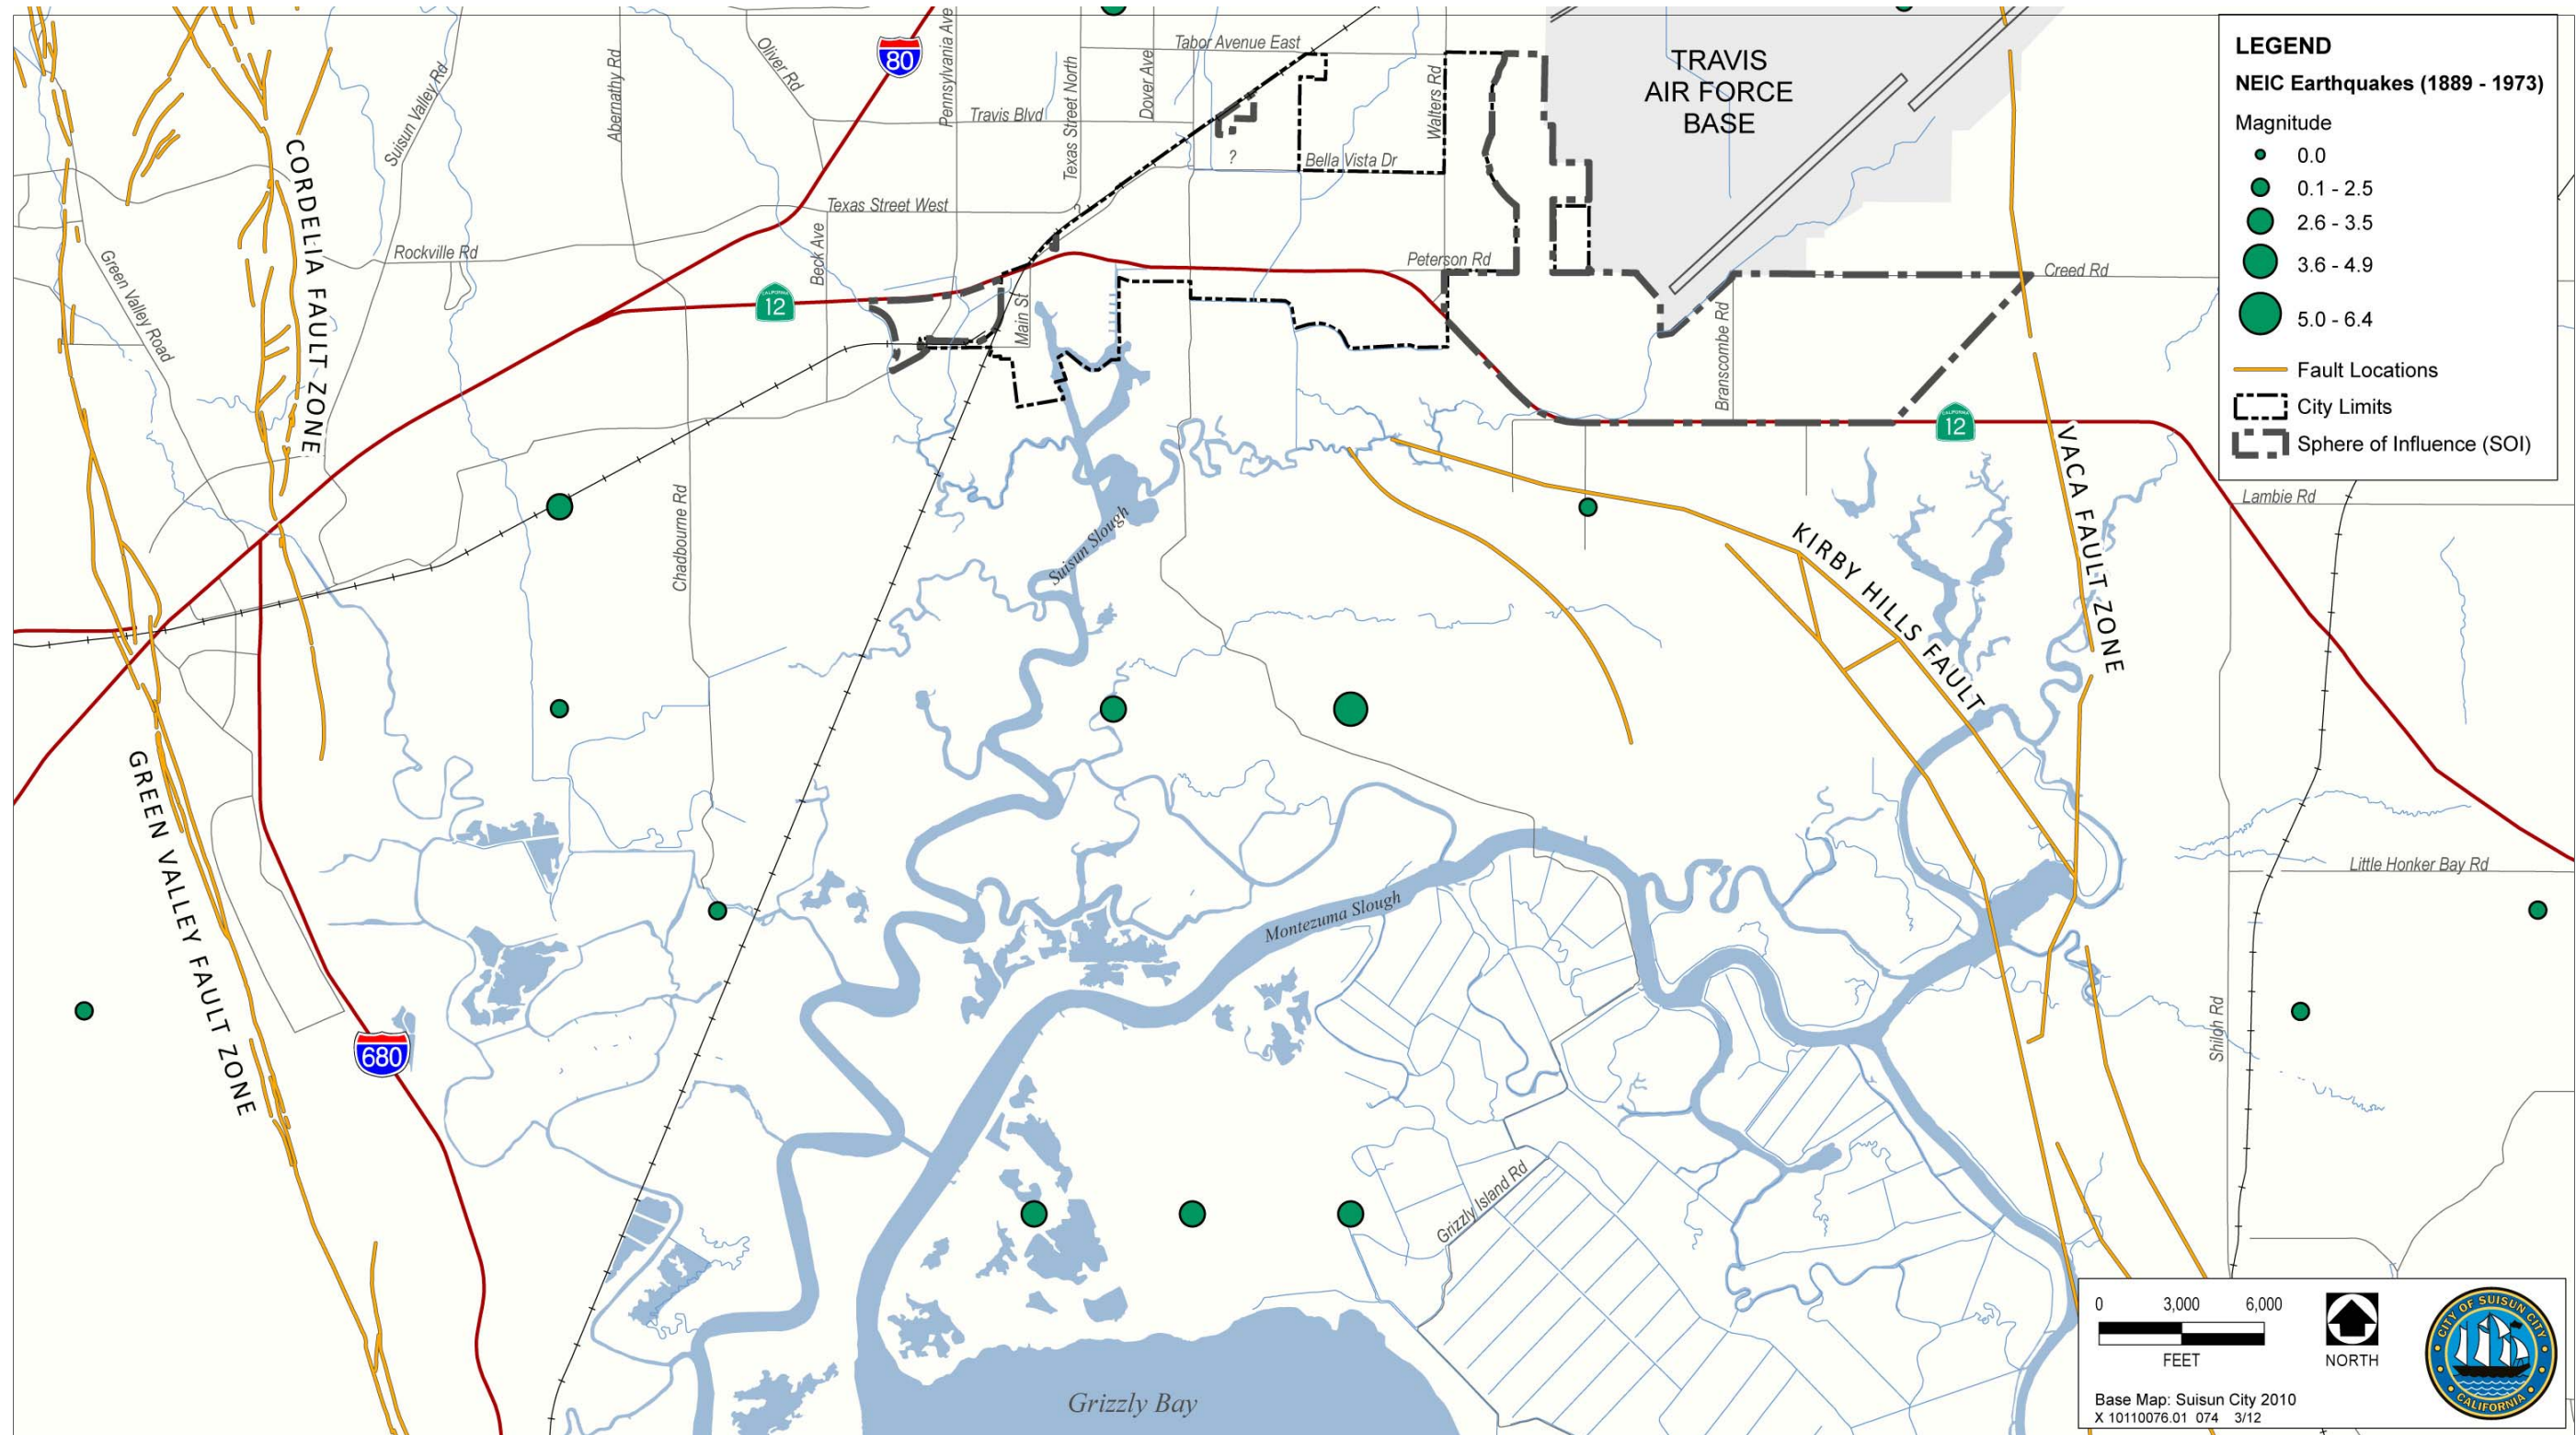 Tabor Avenue East
80
Oliver Rd
Pennsylvania Ave
Texas Street North
Dover Ave
Walters Rd
TRAVIS
AIR FORCE
BASE
Abernathy Rd
Suisun Valley Rd
Travis Blvd
?
Bella Vista Dr
CORDELIA FAULT ZONE
Texas Street West
?
Rockville Rd
Beck Ave
Green Valley Road
Peterson Rd
Creed Rd
12
Main St
Branscombe Rd
12
VACA FAULT ZONE
Chadbourne Rd
Suisun Slough
Lambie Rd
KIRBY HILLS FAULT
GREEN VALLEY FAULT ZONE
Little Honker Bay Rd
Montezuma Slough
680
Shiloh Rd
Grizzly Island Rd
Grizzly Bay
LEGEND
NEIC Earthquakes (1889 - 1973)
Magnitude
0.0
0.1 - 2.5
2.6 - 3.5
3.6 - 4.9
5.0 - 6.4
Fault Locations
City Limits
Sphere of Influence (SOI)
0 3,000 6,000
FEET
NORTH
CITY OF SUISUN CITY
CALIFORNIA
Base Map: Suisun City 2010
X 10110076.01 074 3/12